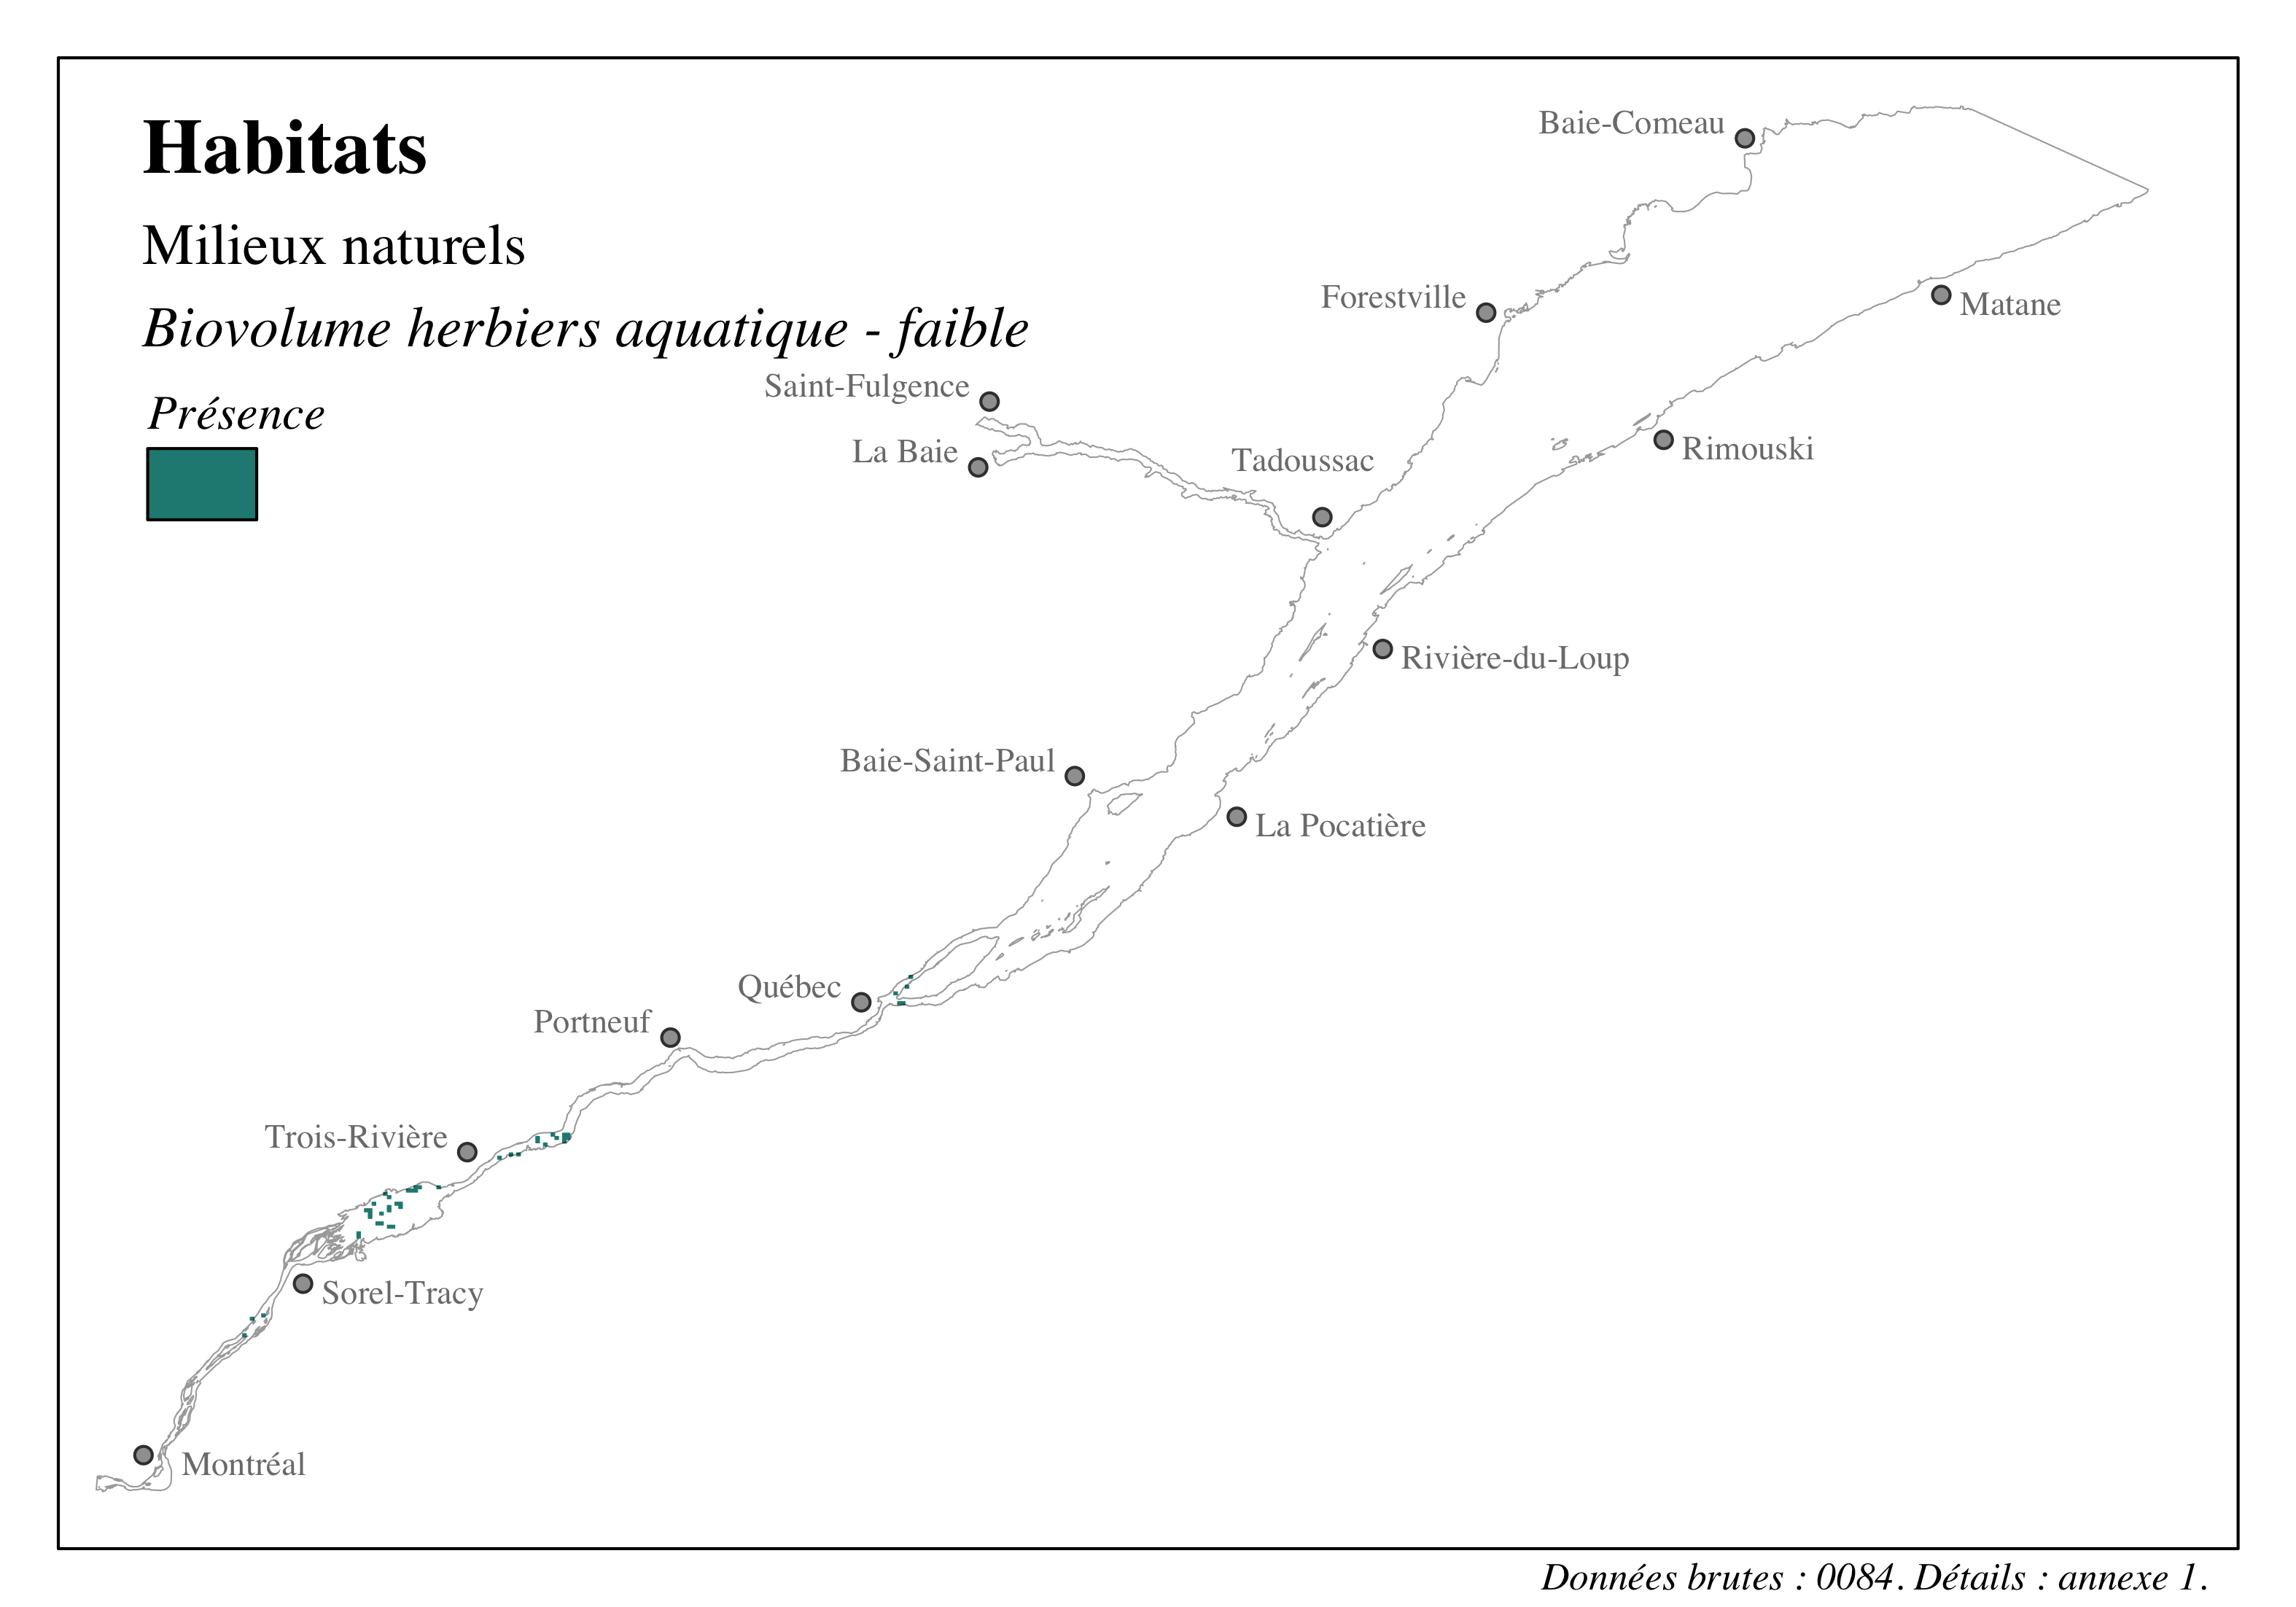 Habitats
Milieux naturels
Biovolume herbiers aquatique - faible
Présence
Baie-Comeau
Forestville
Matane
Saint-Fulgence
La Baie
Tadoussac
Rimouski
Rivière-du-Loup
Baie-Saint-Paul
La Pocatière
Québec
Portneuf
Trois-Rivière
Sorel-Tracy
Montréal
Données brutes : 0084. Détails : annexe 1.